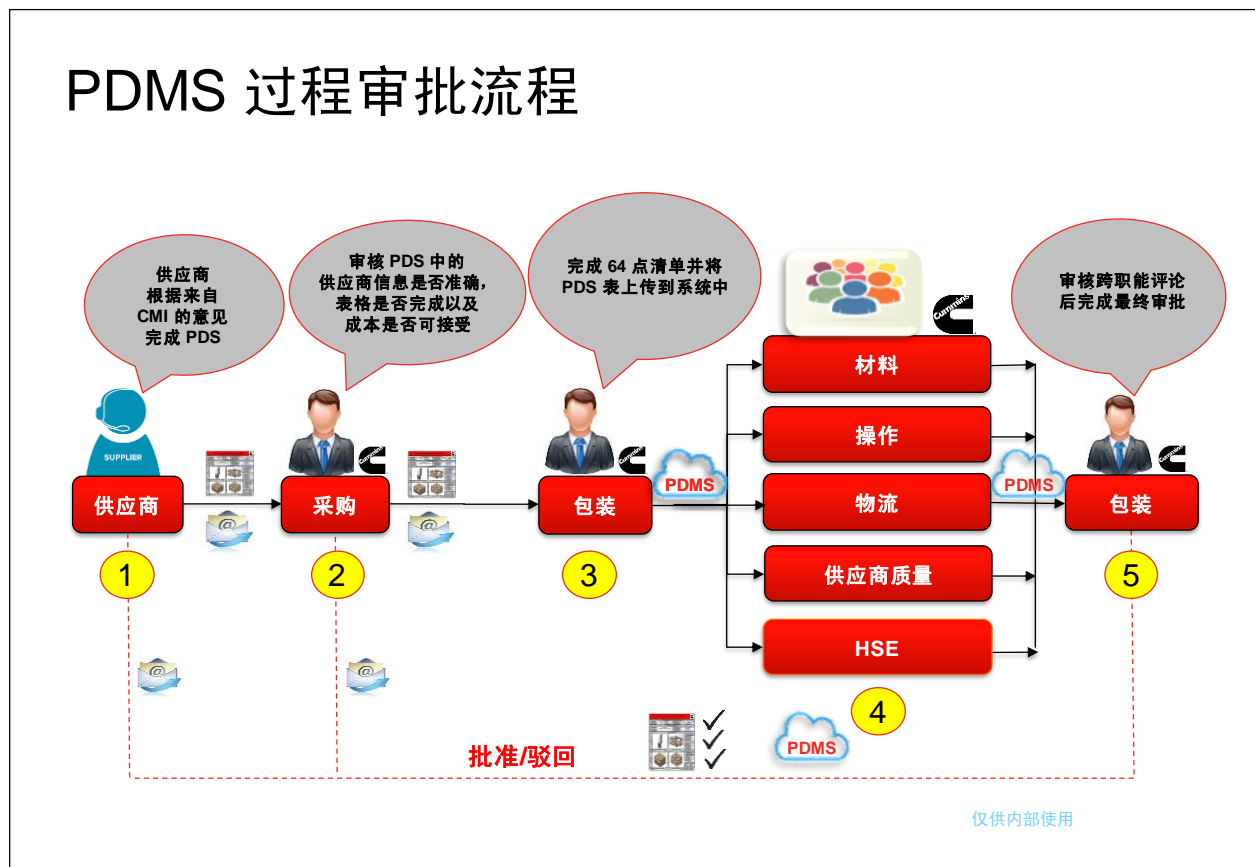 PDMS 过程审批流程
供应商
根据来自
CMI 的意见
完成 PDS
审核 PDS 中的
供应商信息是否准确，
表格是否完成以及
成本是否可接受
完成 64 点清单并将
PDS 表上传到系统中
审核跨职能评论
后完成最终审批
Cummins
SUPPLIER
供应商
采购
包装
PDMS
材料
操作
物流
供应商质量
HSE
PDMS
包装
1
2
3
4
5
批准/驳回
PDMS
仅供内部使用